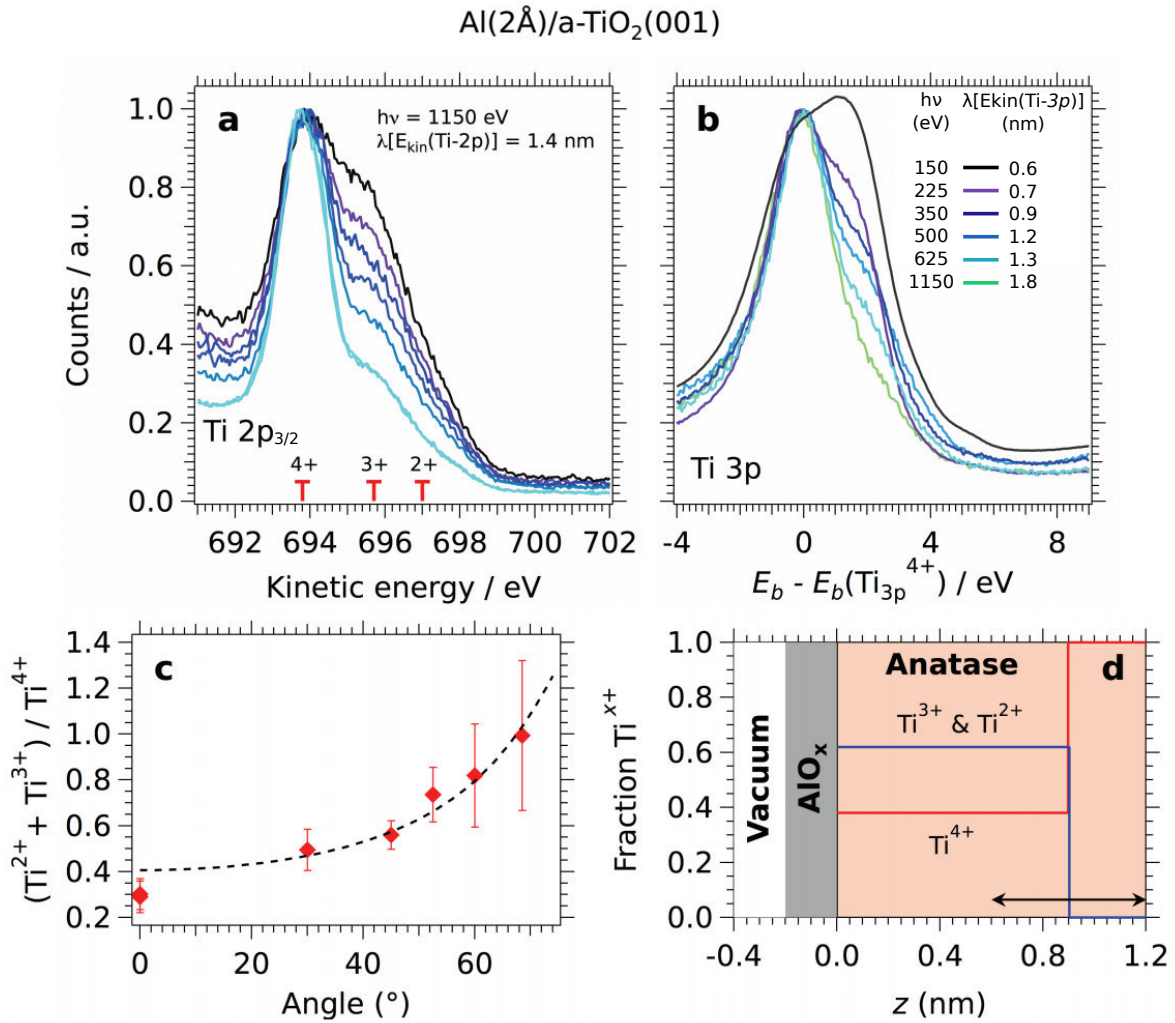 Al(2Å)/a-TiO₂(001)
a
hν = 1150 eV
λ[E_kin(Ti-2p)] = 1.4 nm
Counts / a.u.
1.0
0.8
0.6
0.4
0.2
0.0
Ti 2p₃/₂
4+ 3+ 2+
692 694 696 698 700 702
Kinetic energy / eV
b
hν λ[Ekin(Ti-3p)]
(eV) (nm)
150 0.6
225 0.7
350 0.9
500 1.2
625 1.3
1150 1.8
Ti 3p
-4 0 4 8
E_b - E_b(Ti_3p⁴⁺) / eV
c
(Ti²⁺ + Ti³⁺) / Ti⁴⁺
1.4
1.2
1.0
0.8
0.6
0.4
0.2
0 20 40 60
Angle (°)
d
Fraction Ti ˣ⁺
1.0
0.8
0.6
0.4
0.2
0.0
Vacuum
AlOₓ
Anatase
Ti³⁺ & Ti²⁺
Ti⁴⁺
-0.4 0.0 0.4 0.8 1.2
z (nm)